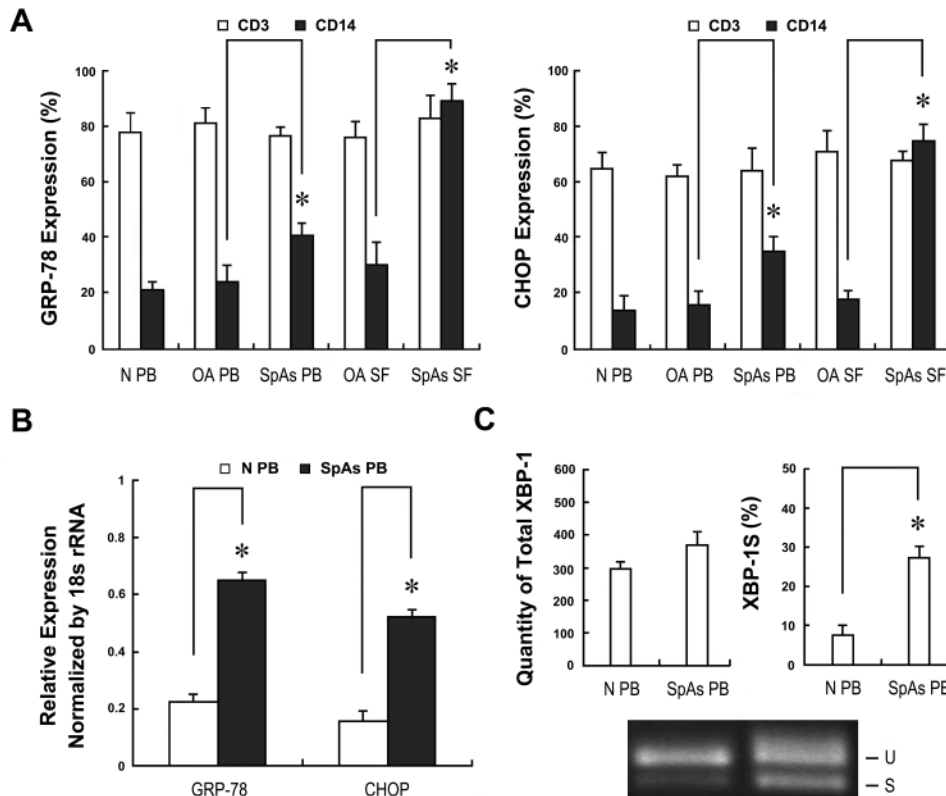 A
CD3 CD14
GRP-78 Expression (%)
100
80
60
40
20
0
*
*
N PB OA PB SpAs PB OA SF SpAs SF
CD3 CD14
CHOP Expression (%)
100
80
60
40
20
0
*
*
N PB OA PB SpAs PB OA SF SpAs SF
B
N PB SpAs PB
Relative Expression
Normalized by 18s rRNA
1
0.8
0.6
0.4
0.2
0
*
*
GRP-78 CHOP
C
Quantity of Total XBP-1
600
500
400
300
400
100
0
N PB SpAs PB
XBP-1S (%)
50
40
30
20
10
0
*
N PB SpAs PB
U
S